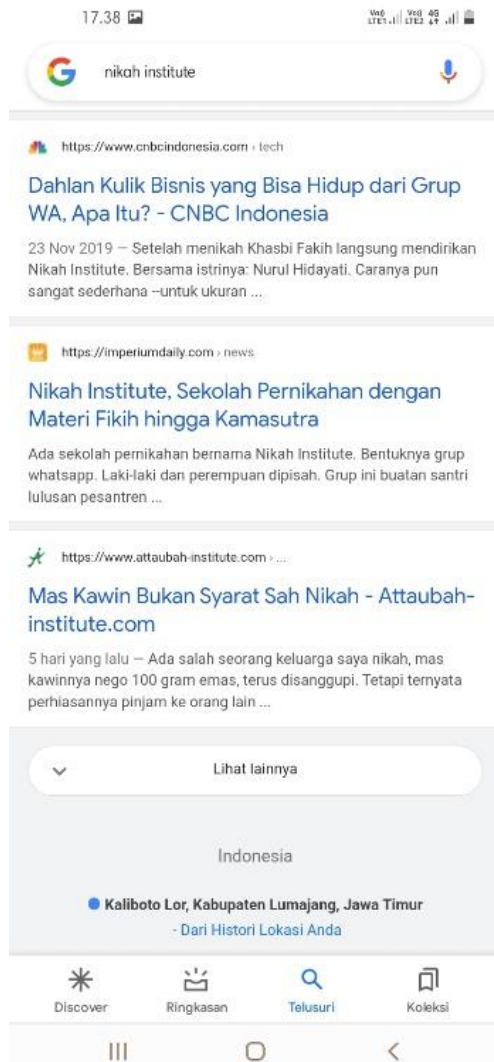 17.38
Vo)) LTE1 Vo)) LTE2 4G
nikah institute
https://www.cnbcindonesia.com › tech
Dahlan Kulik Bisnis yang Bisa Hidup dari Grup
WA, Apa Itu? - CNBC Indonesia
23 Nov 2019 — Setelah menikah Khasbi Fakih langsung mendirikan
Nikah Institute. Bersama istrinya: Nurul Hidayati. Caranya pun
sangat sederhana --untuk ukuran ...
https://imperiumdaily.com › news
Nikah Institute, Sekolah Pernikahan dengan
Materi Fikih hingga Kamasutra
Ada sekolah pernikahan bernama Nikah Institute. Bentuknya grup
whatsapp. Laki-laki dan perempuan dipisah. Grup ini buatan santri
lulusan pesantren ...
https://www.attaubah-institute.com › ...
Mas Kawin Bukan Syarat Sah Nikah - Attaubah-
institute.com
5 hari yang lalu — Ada salah seorang keluarga saya nikah, mas
kawinnya nego 100 gram emas, terus disanggupi. Tetapi ternyata
perhiasannya pinjam ke orang lain ...
Lihat lainnya
Indonesia
Kaliboto Lor, Kabupaten Lumajang, Jawa Timur
- Dari Histori Lokasi Anda
Discover Ringkasan Telusuri Koleksi